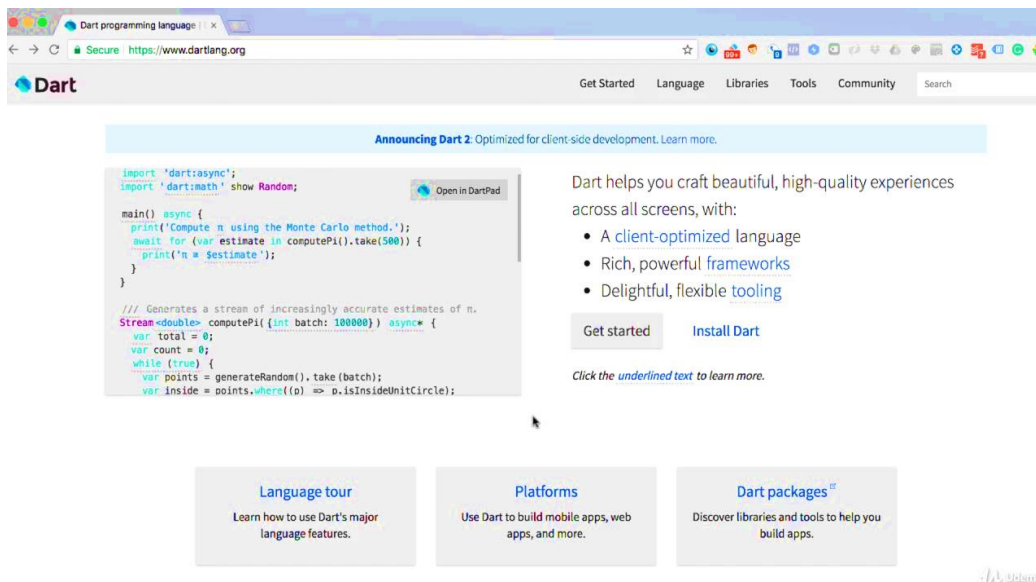 Dart programming language |
Secure https://www.dartlang.org
99+
Dart
Get Started Language Libraries Tools Community Search
Announcing Dart 2: Optimized for client-side development. Learn more.
import 'dart:async';
import 'dart:math' show Random;
Open in DartPad
main() async {
print('Compute π using the Monte Carlo method.');
await for (var estimate in computePi().take(500)) {
print('π ≅ $estimate');
}
}
/// Generates a stream of increasingly accurate estimates of π.
Stream<double> computePi({int batch: 100000}) async* {
var total = 0;
var count = 0;
while (true) {
var points = generateRandom().take(batch);
var inside = points.where((p) => p.isInsideUnitCircle);
Dart helps you craft beautiful, high-quality experiences
across all screens, with:
• A client-optimized language
• Rich, powerful frameworks
• Delightful, flexible tooling
Get started Install Dart
Click the underlined text to learn more.
Language tour
Learn how to use Dart's major
language features.
Platforms
Use Dart to build mobile apps, web
apps, and more.
Dart packages
Discover libraries and tools to help you
build apps.
Udemy